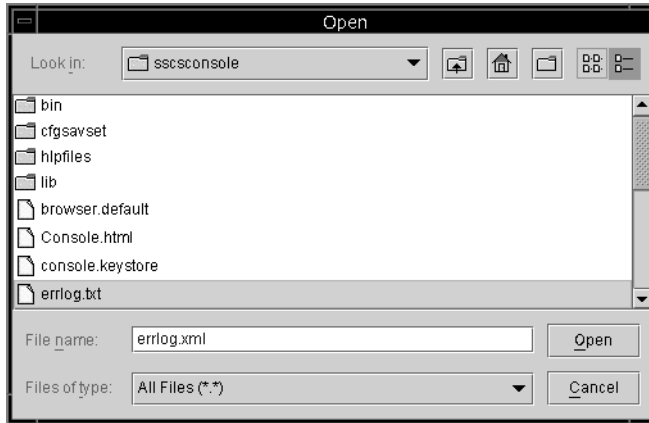 Open
Look in:
sscsconsole
bin
cfgsavset
hlpfiles
lib
browser.default
Console.html
console.keystore
errlog.txt
File name:
errlog.xml
Open
Files of type:
All Files (*.*)
Cancel